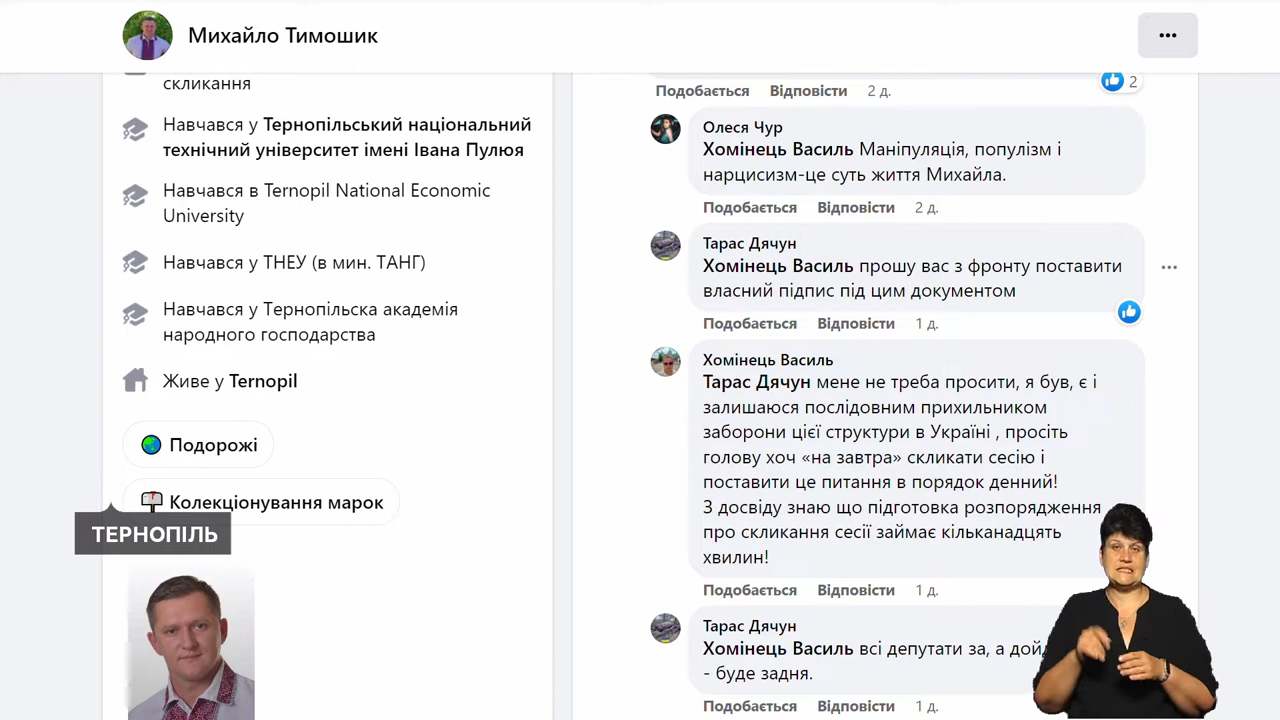 Михайло Тимошик
скликання
Навчався у Тернопільський національний
технічний університет імені Івана Пулюя
Навчався в Ternopil National Economic
University
Навчався у ТНЕУ (в мин. ТАНГ)
Навчався у Тернопільска академія
народного господарства
Живе у Ternopil
Подорожі
Колекціонування марок
ТЕРНОПІЛЬ
Подобається Відповісти 2 д.
2
Олеся Чур
Хомінець Василь Маніпуляція, популізм і
нарцисизм-це суть життя Михайла.
Подобається Відповісти 2 д.
Тарас Дячун
Хомінець Василь прошу вас з фронту поставити
власний підпис під цим документом
Подобається Відповісти 1 д.
Хомінець Василь
Тарас Дячун мене не треба просити, я був, є і
залишаюся послідовним прихильником
заборони цієї структури в Україні , просіть
голову хоч «на завтра» скликати сесію і
поставити це питання в порядок денний!
З досвіду знаю що підготовка розпорядження
про скликання сесії займає кільканадцять
хвилин!
Подобається Відповісти 1 д.
Тарас Дячун
Хомінець Василь всі депутати за, а
- буде задня.
Подобається Відповісти 1 д.